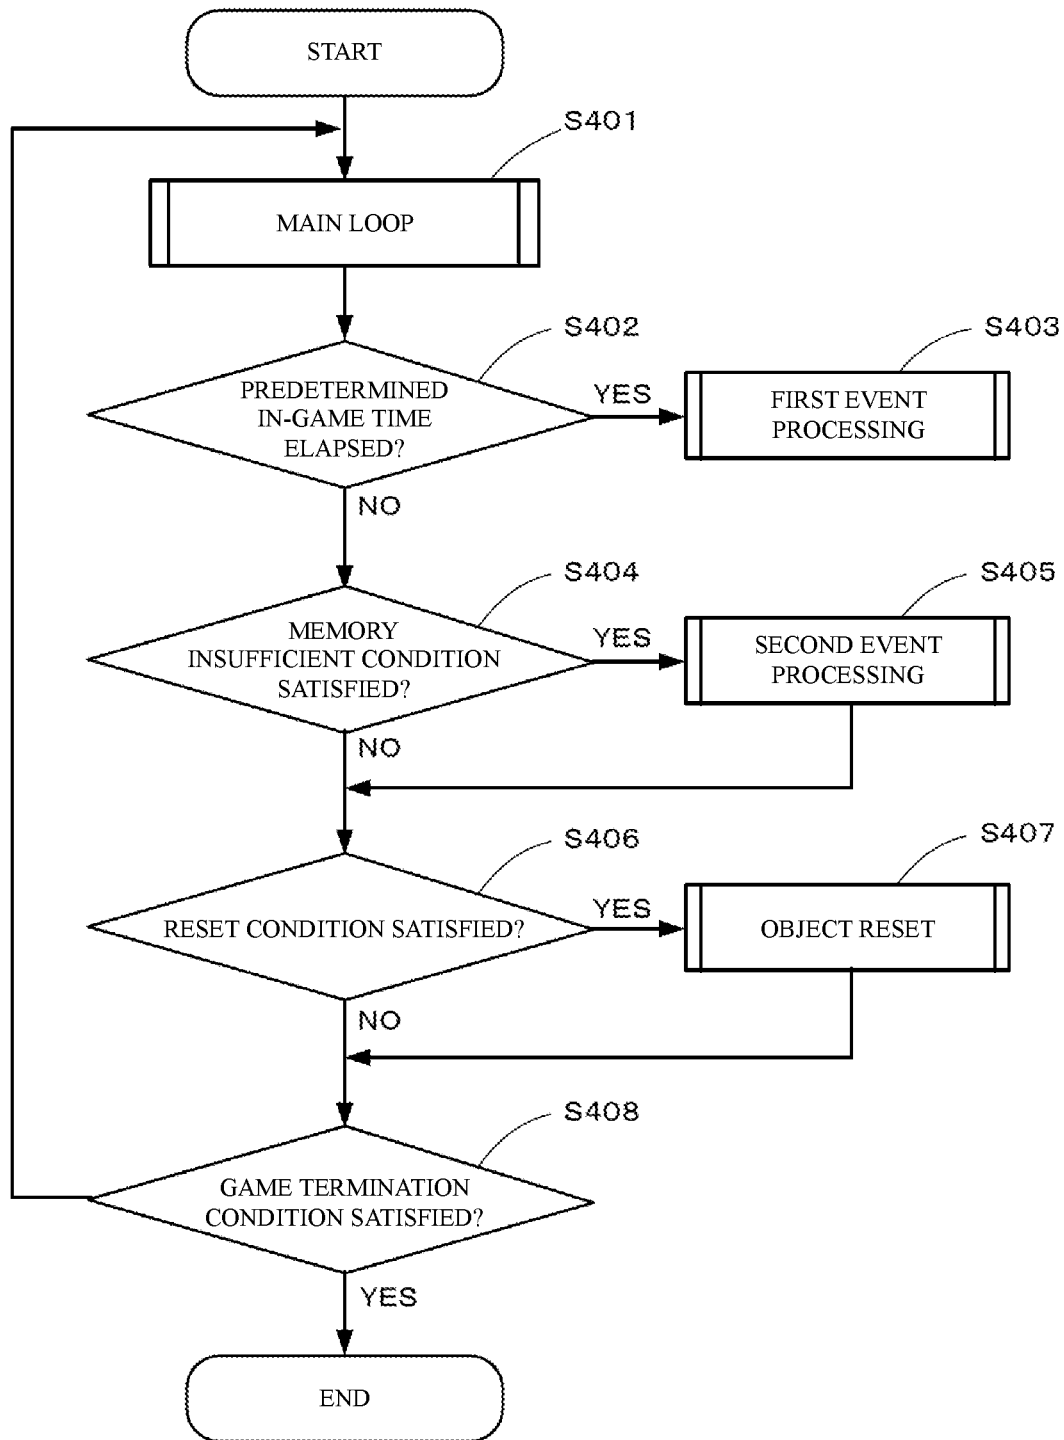 START
S401
MAIN LOOP
S402
S403
PREDETERMINED
IN-GAME TIME
ELAPSED?
YES
FIRST EVENT
PROCESSING
NO
S404
S405
MEMORY
INSUFFICIENT CONDITION
SATISFIED?
YES
SECOND EVENT
PROCESSING
NO
S406
S407
RESET CONDITION SATISFIED?
YES
OBJECT RESET
NO
S408
GAME TERMINATION
CONDITION SATISFIED?
YES
END